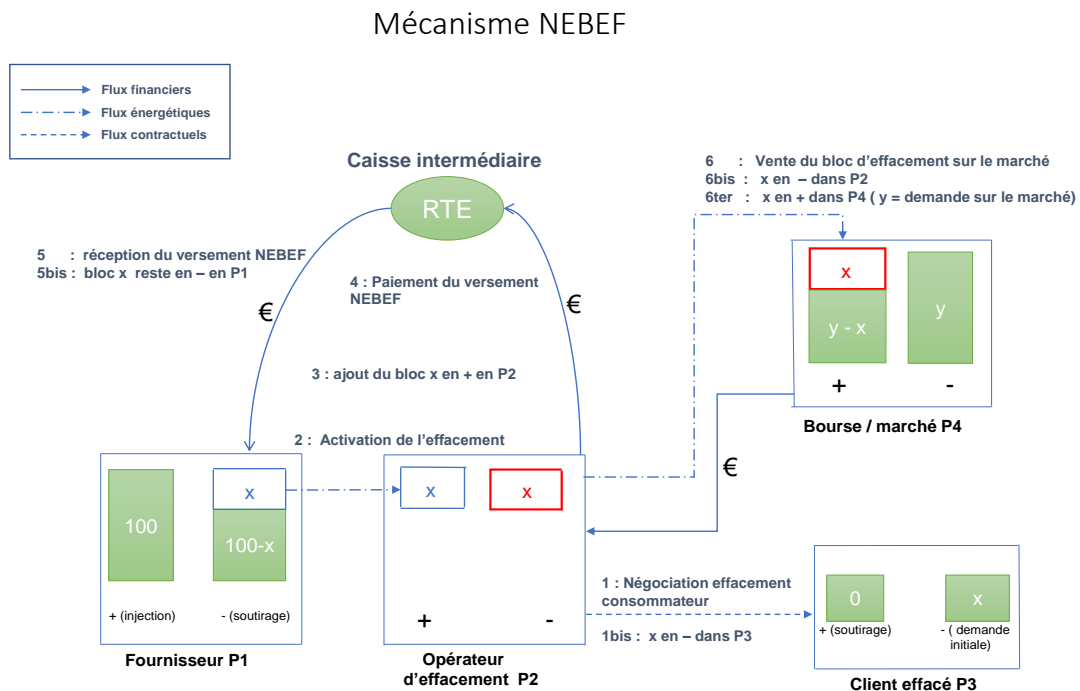 Mécanisme NEBEF
Flux financiers
Flux énergétiques
Flux contractuels
Caisse intermédiaire
RTE
6 : Vente du bloc d'effacement sur le marché
6bis : x en – dans P2
6ter : x en + dans P4 ( y = demande sur le marché)
5 : réception du versement NEBEF
5bis : bloc x reste en – en P1
4 : Paiement du versement
NEBEF
€
€
x
y - x
y
+
-
Bourse / marché P4
3 : ajout du bloc x en + en P2
2 : Activation de l'effacement
€
100
x
100-x
+ (injection)
- (soutirage)
Fournisseur P1
x
x
+
-
Opérateur
d'effacement P2
1 : Négociation effacement
consommateur
1bis : x en – dans P3
0
x
+ (soutirage)
- ( demande
initiale)
Client effacé P3